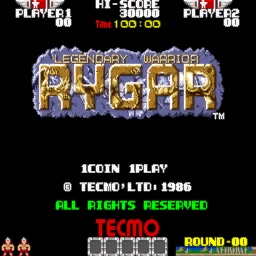 HI-SCORE
PLAYER1 30000 PLAYER2
00 Time:100:00 00
LEGENDARY WARRIOR
RYGAR
TM
1COIN 1PLAY
© TECMO,LTD:1986
ALL RIGHTS RESERVED
TECMO
ROUND-00